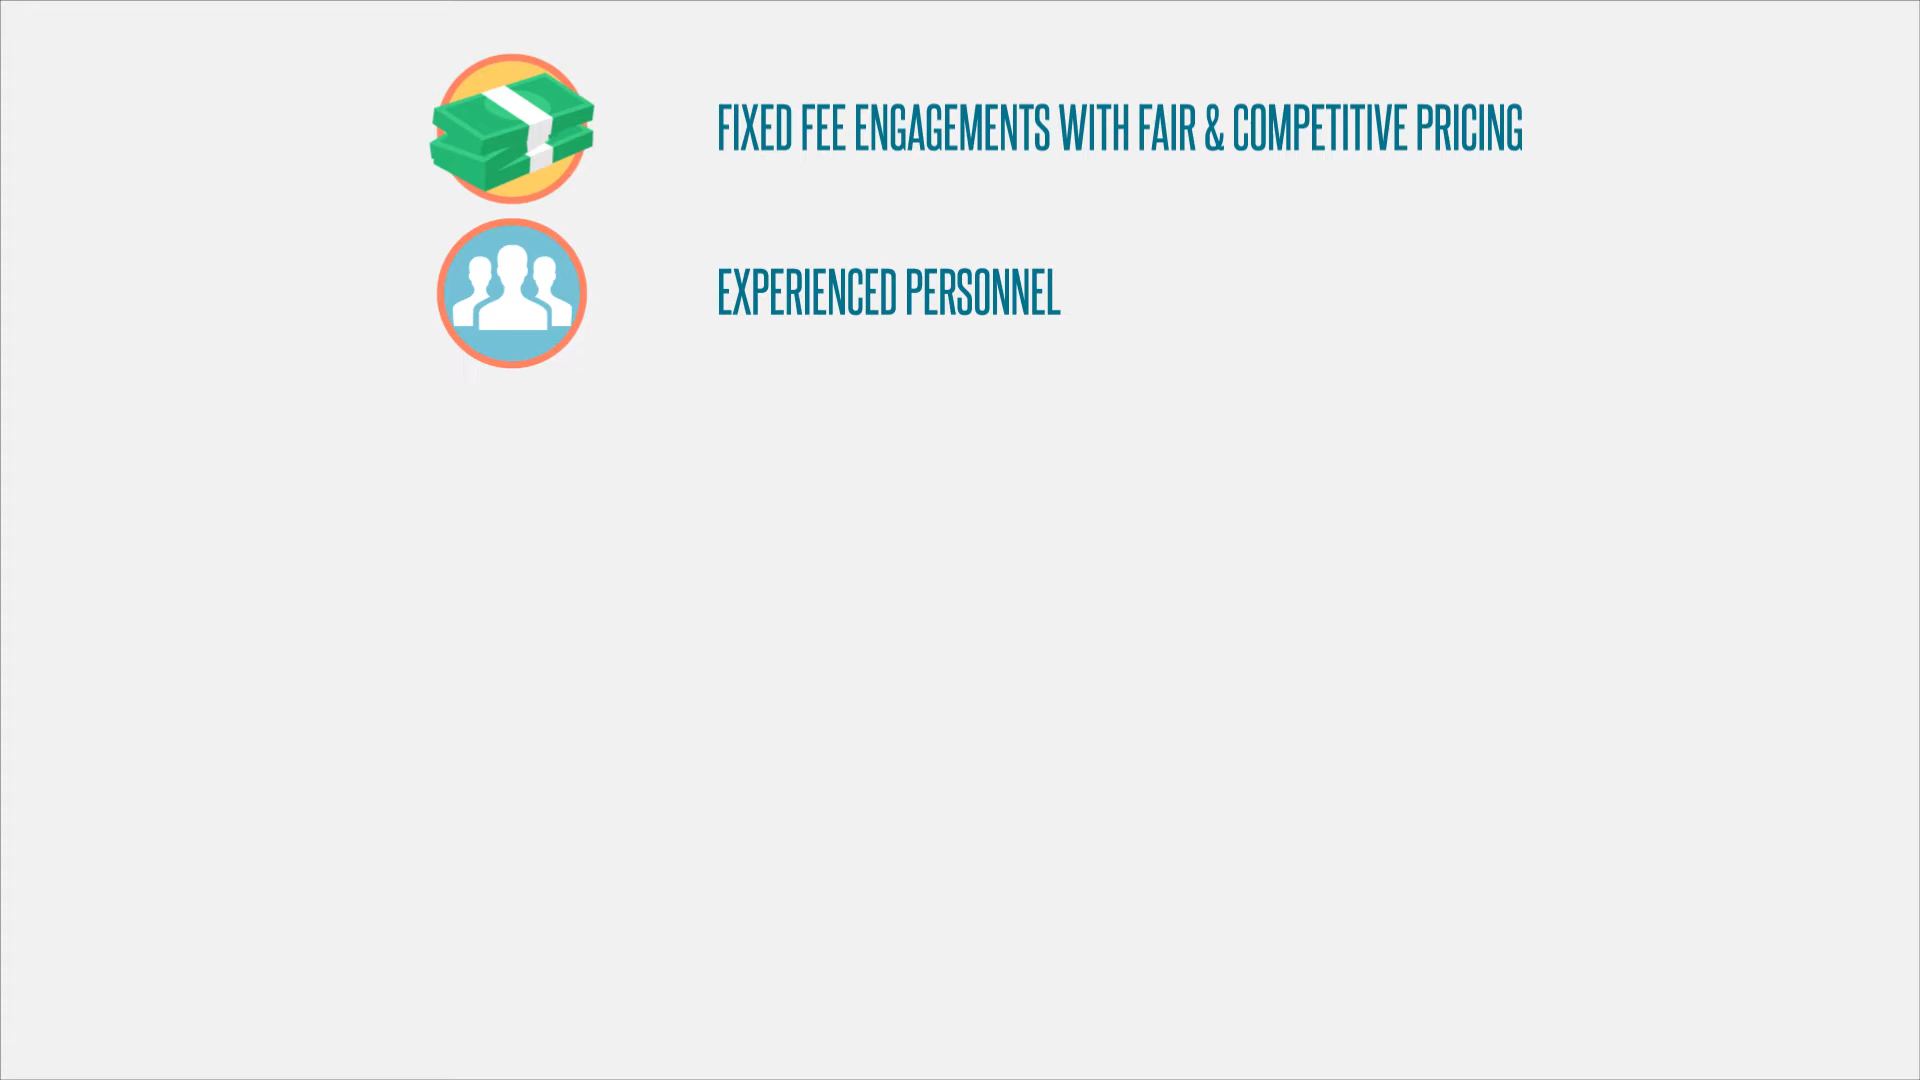 FIXED FEE ENGAGEMENTS WITH FAIR & COMPETITIVE PRICING
EXPERIENCED PERSONNEL